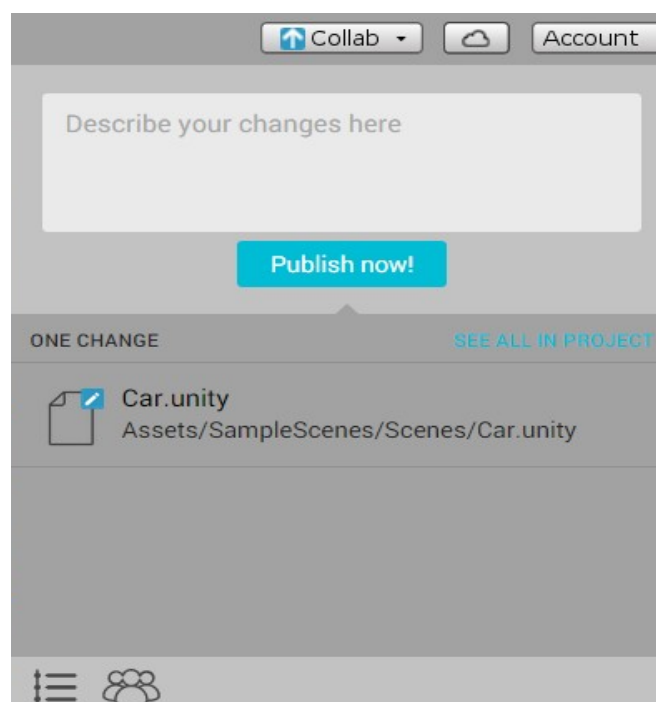 Collab
Account
Describe your changes here
Publish now!
ONE CHANGE
SEE ALL IN PROJECT
Car.unity
Assets/SampleScenes/Scenes/Car.unity